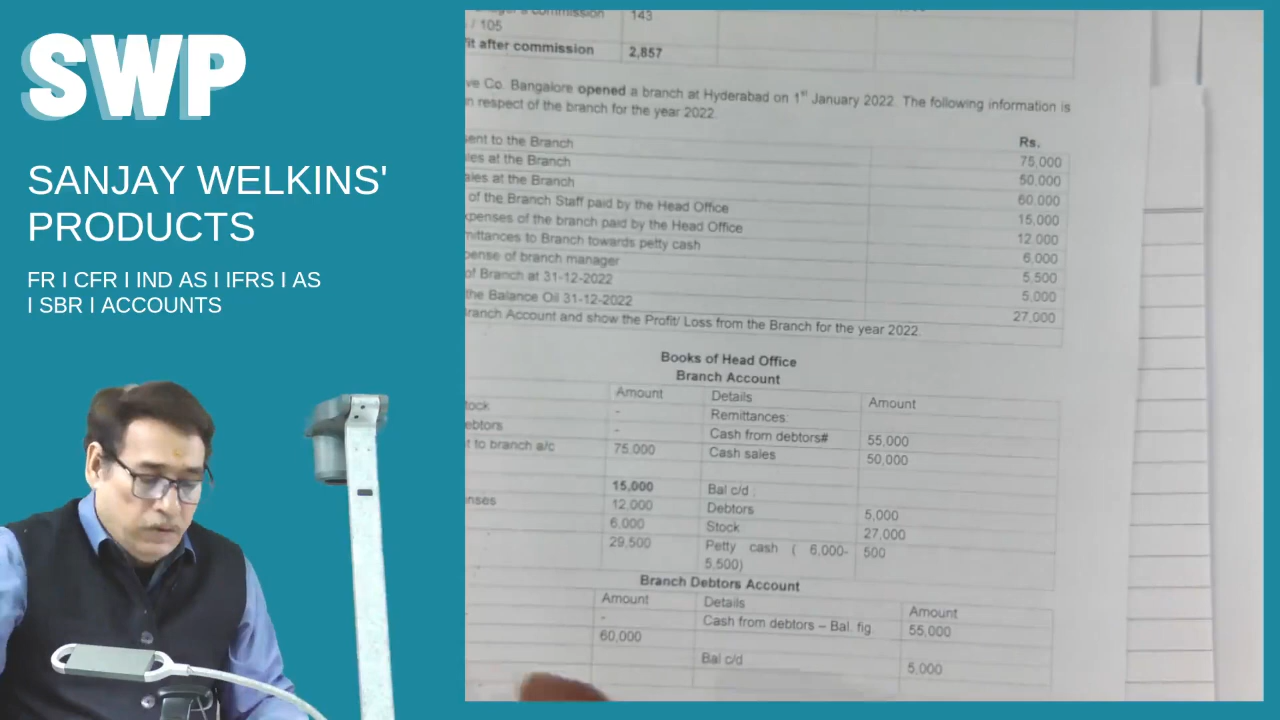 SWP
SANJAY WELKINS'
PRODUCTS
FR I CFR I IND AS I IFRS I AS
I SBR I ACCOUNTS
commission 143
/ 105
fit after commission 2,857
ve Co. Bangalore opened a branch at Hyderabad on 1st January 2022. The following information is
in respect of the branch for the year 2022.
Rs.
sent to the Branch 75,000
les at the Branch 50,000
ales at the Branch 60,000
of the Branch Staff paid by the Head Office 15,000
xpenses of the branch paid by the Head Office 12,000
mittances to Branch towards petty cash 6,000
pense of branch manager 5,500
of Branch at 31-12-2022 5,000
the Balance Oil 31-12-2022 27,000
ranch Account and show the Profit/ Loss from the Branch for the year 2022.
Books of Head Office
Branch Account
Amount Details Amount
tock - Remittances:
ebtors - Cash from debtors# 55,000
t to branch a/c 75,000 Cash sales 50,000
15,000 Bal c/d :
nses 12,000 Debtors 5,000
6,000 Stock 27,000
29,500 Petty cash ( 6,000- 500
5,500)
Branch Debtors Account
Amount Details Amount
- Cash from debtors – Bal. fig. 55,000
60,000
Bal c/d 5,000